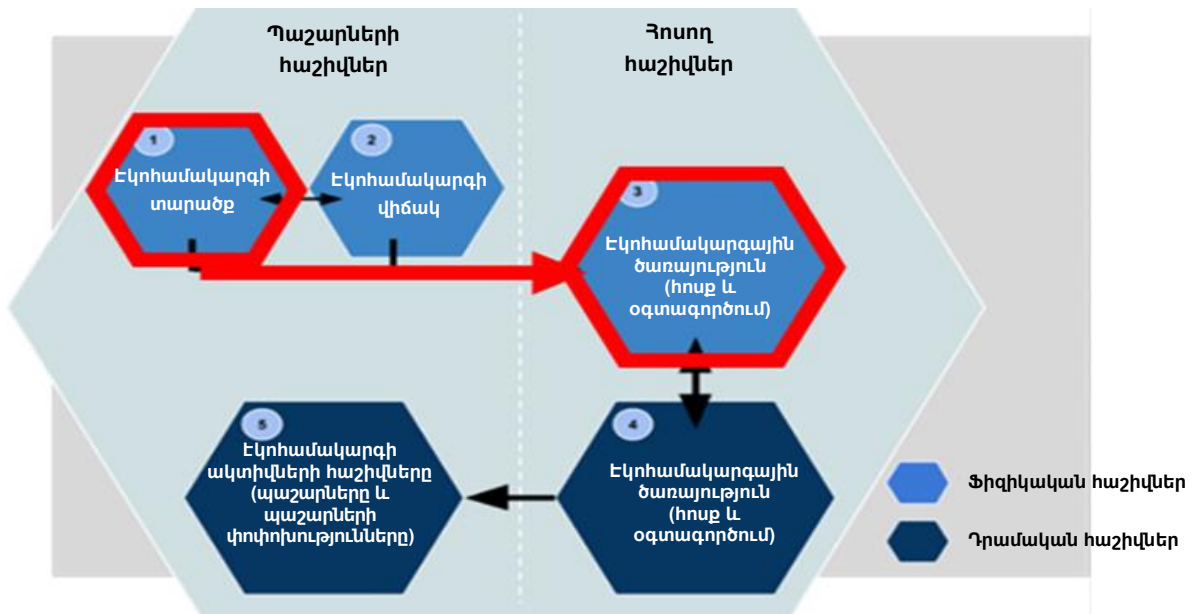 Պաշարների
հաշիվներ
Հոսող
հաշիվներ
1
Էկոհամակարգի
տարածք
2
Էկոհամակարգի
վիճակ
3
Էկոհամակարգային
ծառայություն
(հոսք և
օգտագործում)
5
Էկոհամակարգի
ակտիվների հաշիվները
(պաշարները և
պաշարների
փոփոխությունները)
4
Էկոհամակարգային
ծառայություն
(հոսք և
օգտագործում)
Ֆիզիկական հաշիվներ
Դրամական հաշիվներ